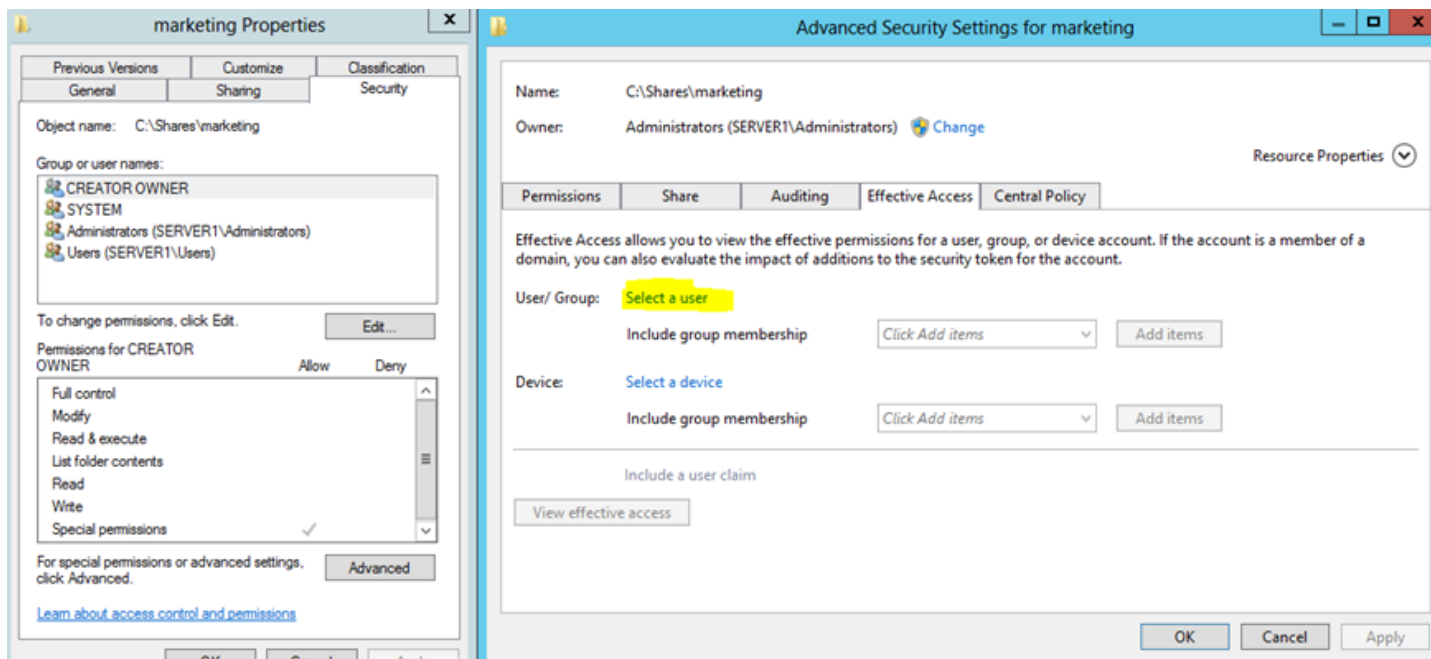 marketing Properties
x
Previous Versions
Customize
Classification
General
Sharing
Security
Object name: C:\Shares\marketing
Group or user names:
CREATOR OWNER
SYSTEM
Administrators (SERVER1\Administrators)
Users (SERVER1\Users)
To change permissions, click Edit.
Edit...
Permissions for CREATOR
OWNER
Allow
Deny
Full control
Modify
Read & execute
List folder contents
Read
Write
Special permissions
For special permissions or advanced settings,
click Advanced.
Advanced
Learn about access control and permissions
Advanced Security Settings for marketing
x
Name: C:\Shares\marketing
Owner: Administrators (SERVER1\Administrators) Change
Resource Properties
Permissions
Share
Auditing
Effective Access
Central Policy
Effective Access allows you to view the effective permissions for a user, group, or device account. If the account is a member of a
domain, you can also evaluate the impact of additions to the security token for the account.
User/ Group: Select a user
Include group membership Click Add items Add items
Device: Select a device
Include group membership Click Add items Add items
Include a user claim
View effective access
OK
Cancel
Apply